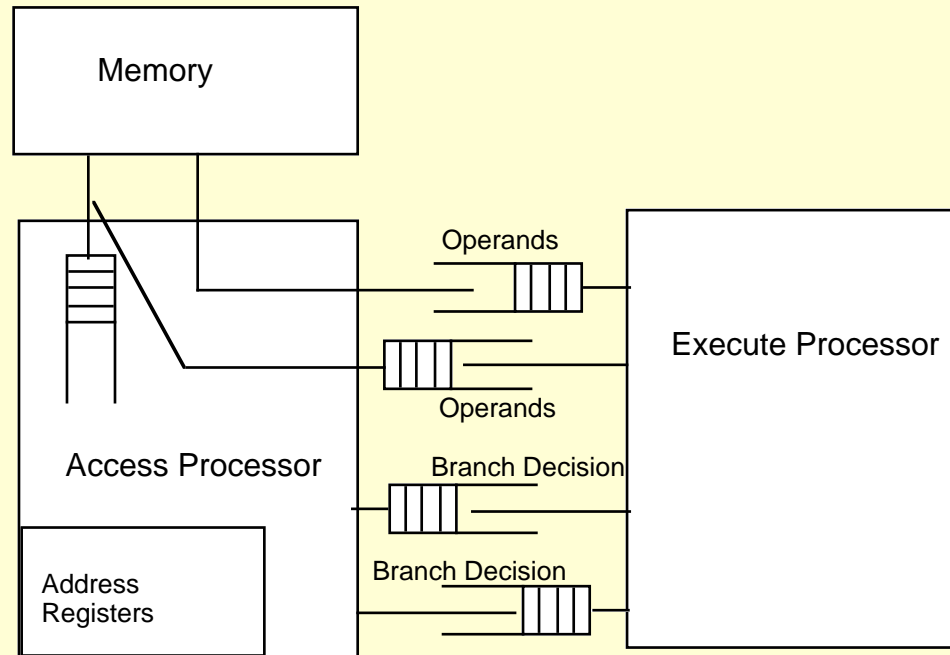 Memory
Operands
Execute Processor
Operands
Access Processor
Branch Decision
Branch Decision
Address
Registers